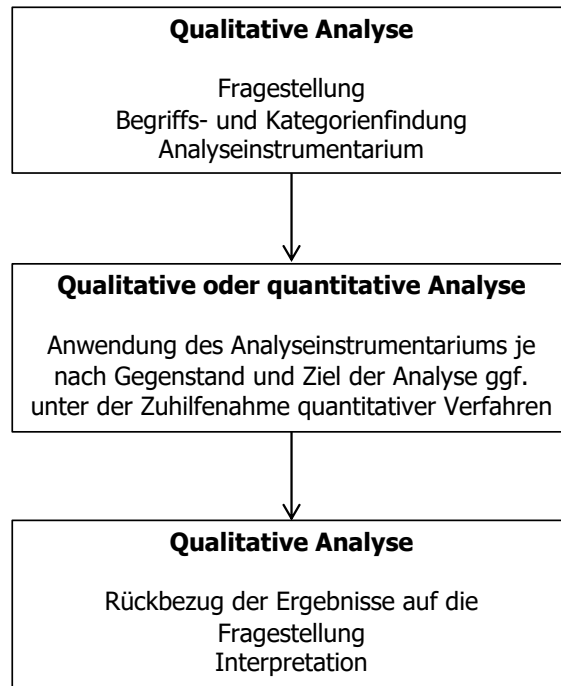 Qualitative Analyse
Fragestellung
Begriffs- und Kategorienfindung
Analyseinstrumentarium
Qualitative oder quantitative Analyse
Anwendung des Analyseinstrumentariums je
nach Gegenstand und Ziel der Analyse ggf.
unter der Zuhilfenahme quantitativer Verfahren
Qualitative Analyse
Rückbezug der Ergebnisse auf die
Fragestellung
Interpretation